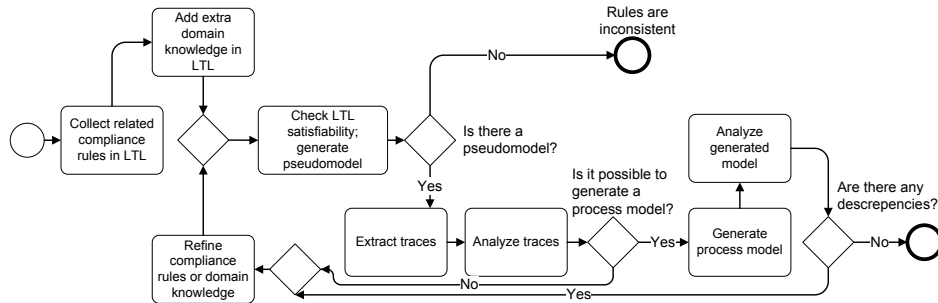 Rules are
inconsistent
Add extra
domain
knowledge in
LTL
No
Collect related
compliance
rules in LTL
Check LTL
satisfiability;
generate
pseudomodel
Is there a
pseudomodel?
Analyze
generated
model
Yes
Is it possible to
generate a
process model?
Are there any
descrepencies?
Extract traces
Analyze traces
Yes
Generate
process model
No
Refine
compliance
rules or domain
knowledge
No
Yes